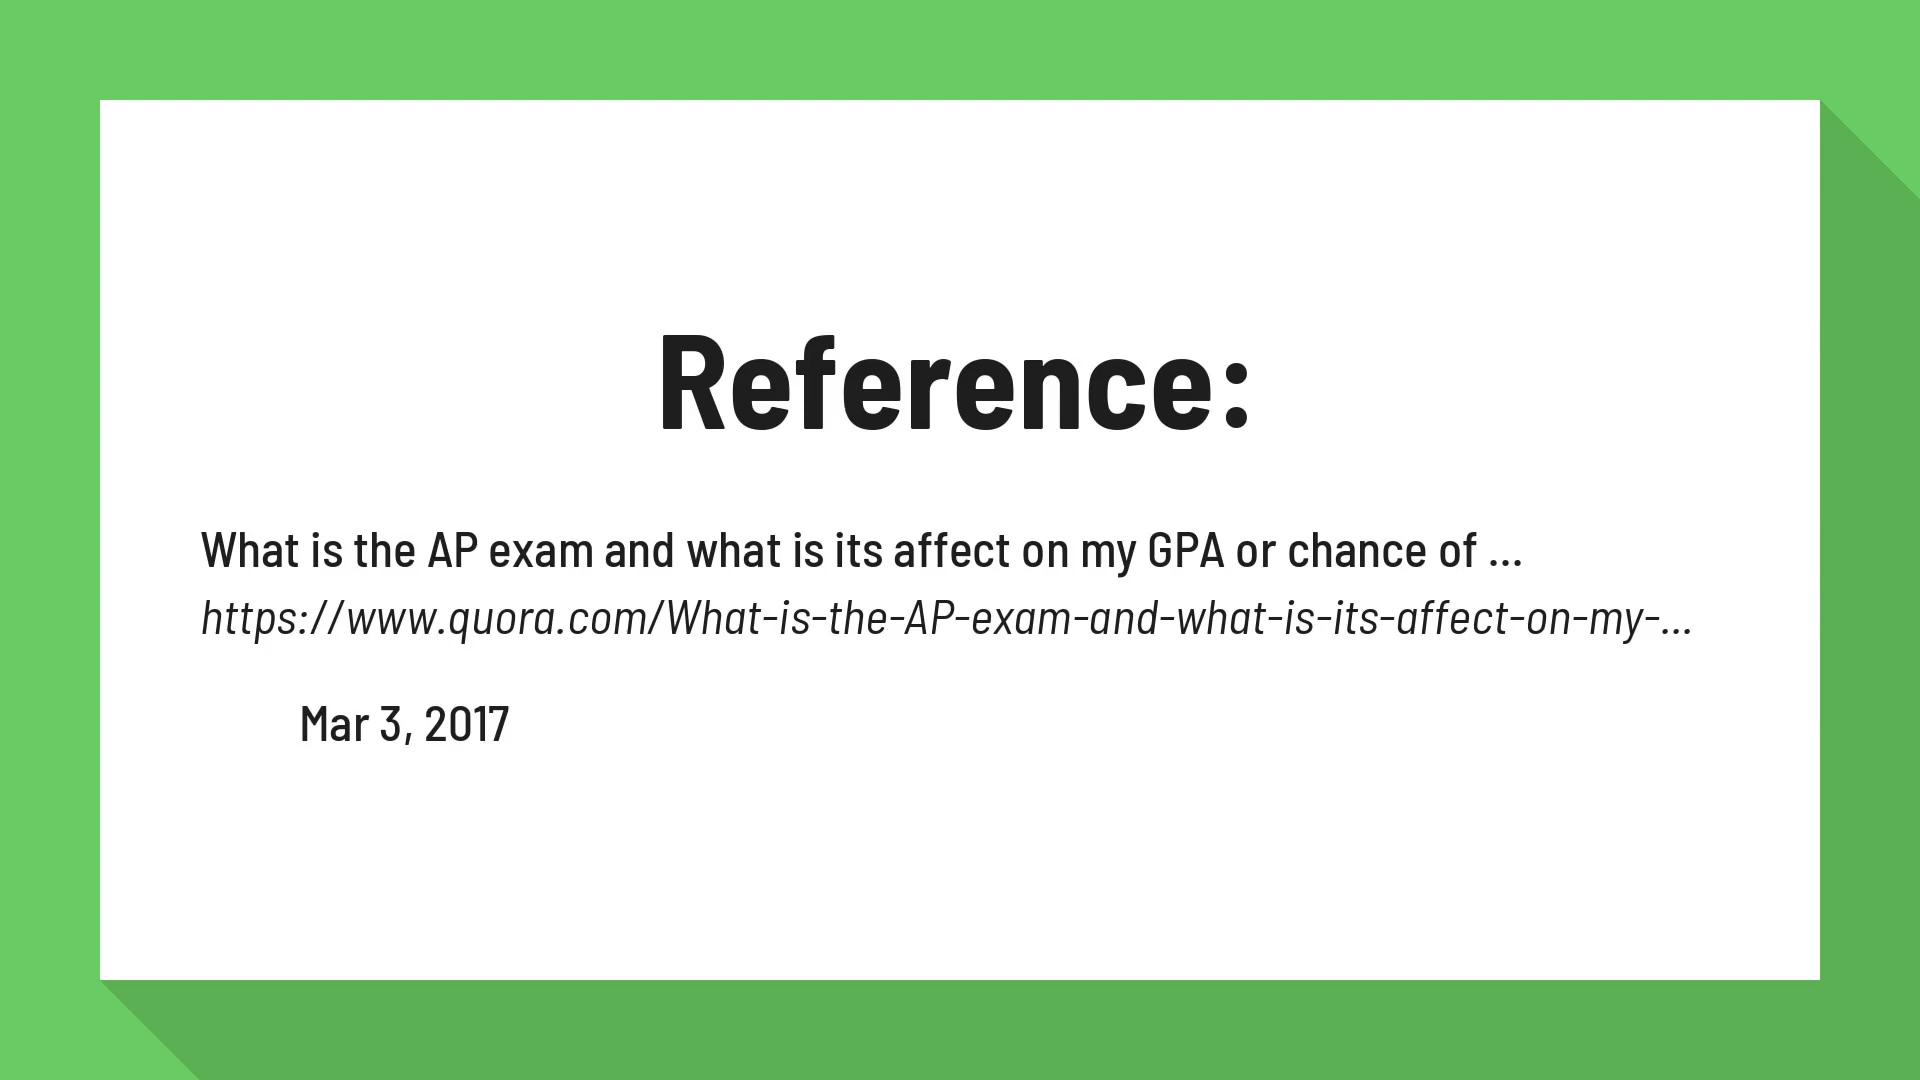 Reference:
What is the AP exam and what is its affect on my GPA or chance of ...
https://www.quora.com/What-is-the-AP-exam-and-what-is-its-affect-on-my-...
Mar 3, 2017